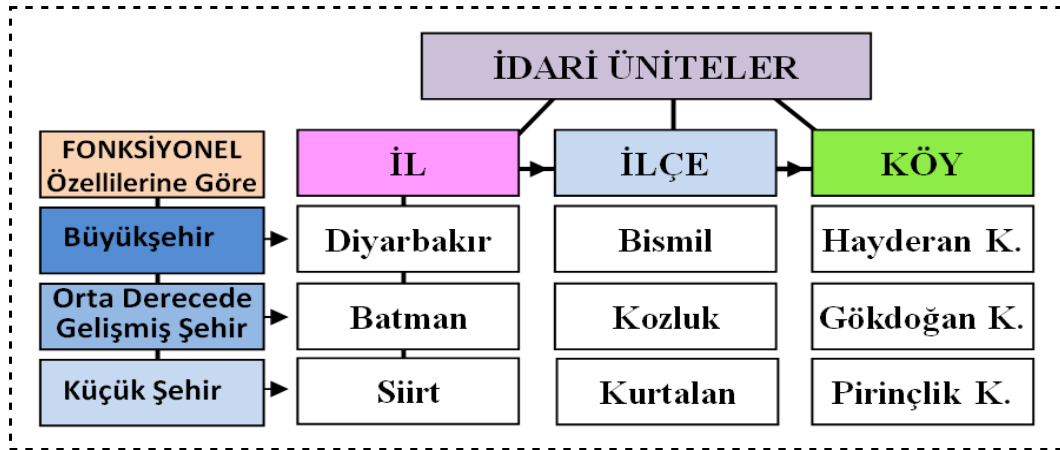 İDARİ ÜNİTELER
FONKSİYONEL
Özellilerine Göre
İL
İLÇE
KÖY
Büyükşehir
Diyarbakır
Bismil
Hayderan K.
Orta Derecede
Gelişmiş Şehir
Batman
Kozluk
Gökdoğan K.
Küçük Şehir
Siirt
Kurtalan
Pirinçlik K.